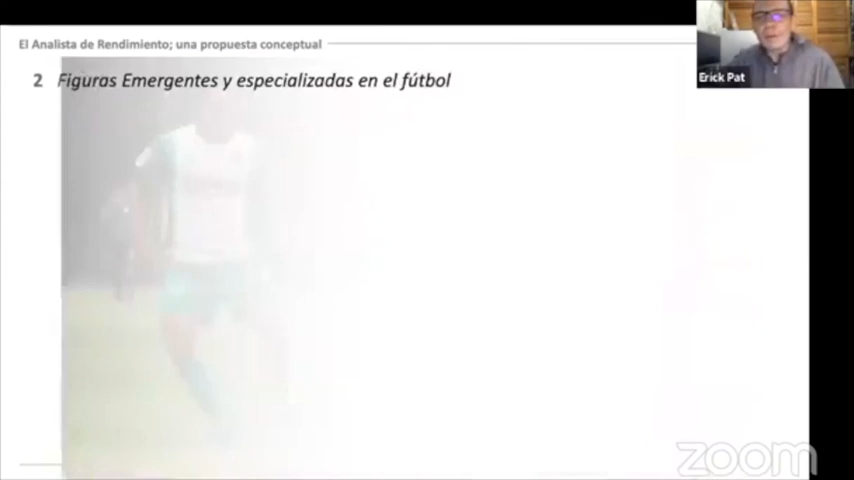 El Analista de Rendimiento; una propuesta conceptual
2 Figuras Emergentes y especializadas en el fútbol
Erick Pat
zoom